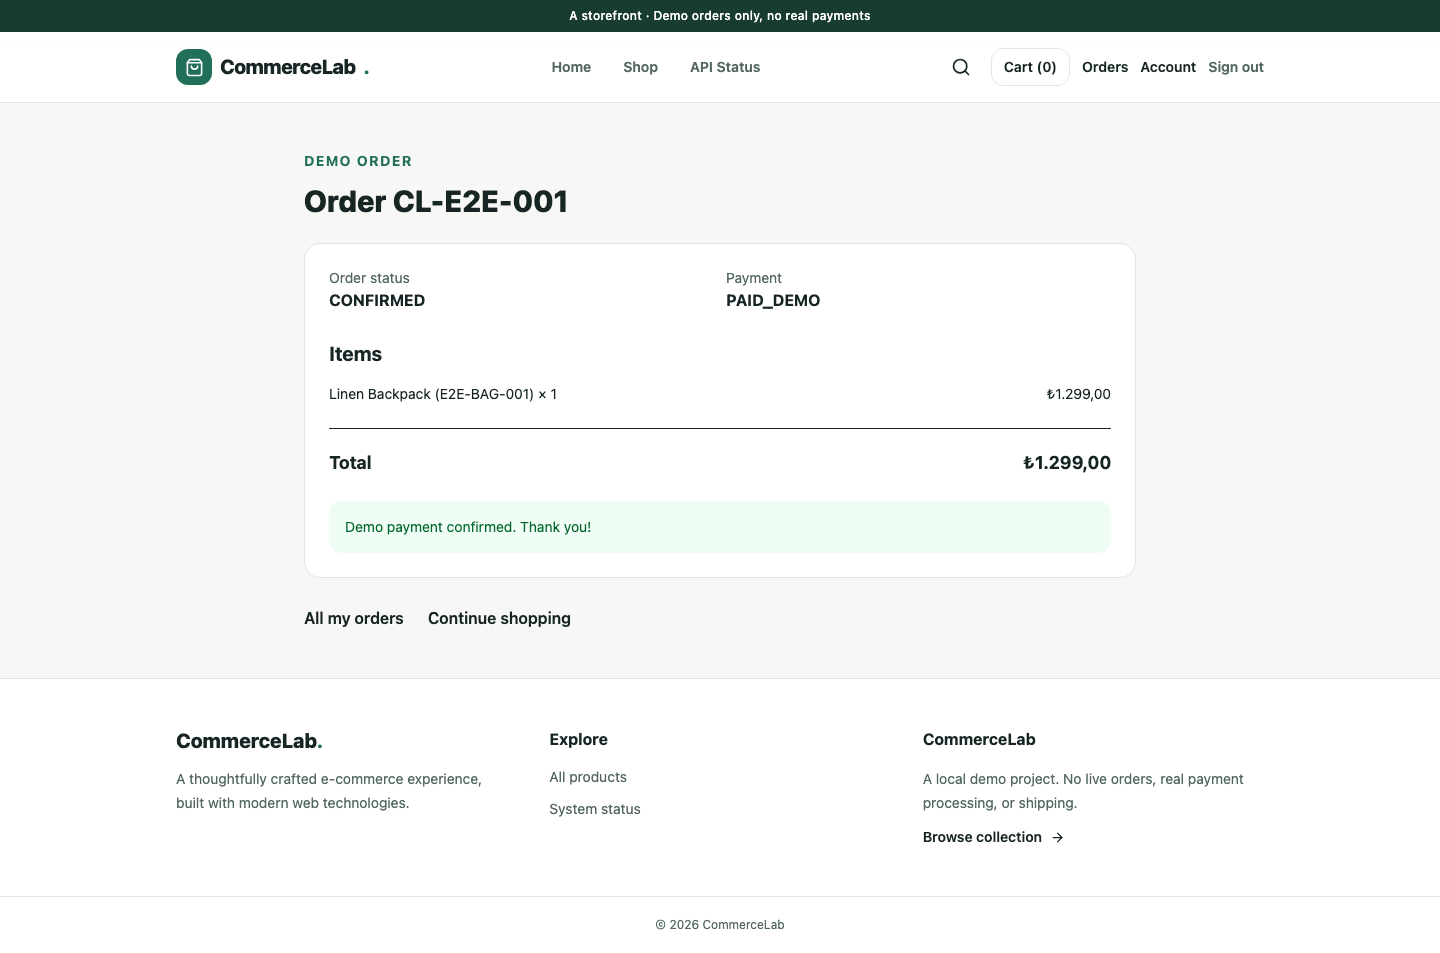 A storefront · Demo orders only, no real payments
CommerceLab .
Home Shop API Status
Cart (0) Orders Account Sign out
DEMO ORDER
Order CL-E2E-001
Order status Payment
CONFIRMED PAID_DEMO
Items
Linen Backpack (E2E-BAG-001) × 1 ₺1.299,00
Total ₺1.299,00
Demo payment confirmed. Thank you!
All my orders Continue shopping
CommerceLab.
A thoughtfully crafted e-commerce experience,
built with modern web technologies.
Explore
All products
System status
CommerceLab
A local demo project. No live orders, real payment
processing, or shipping.
Browse collection →
© 2026 CommerceLab